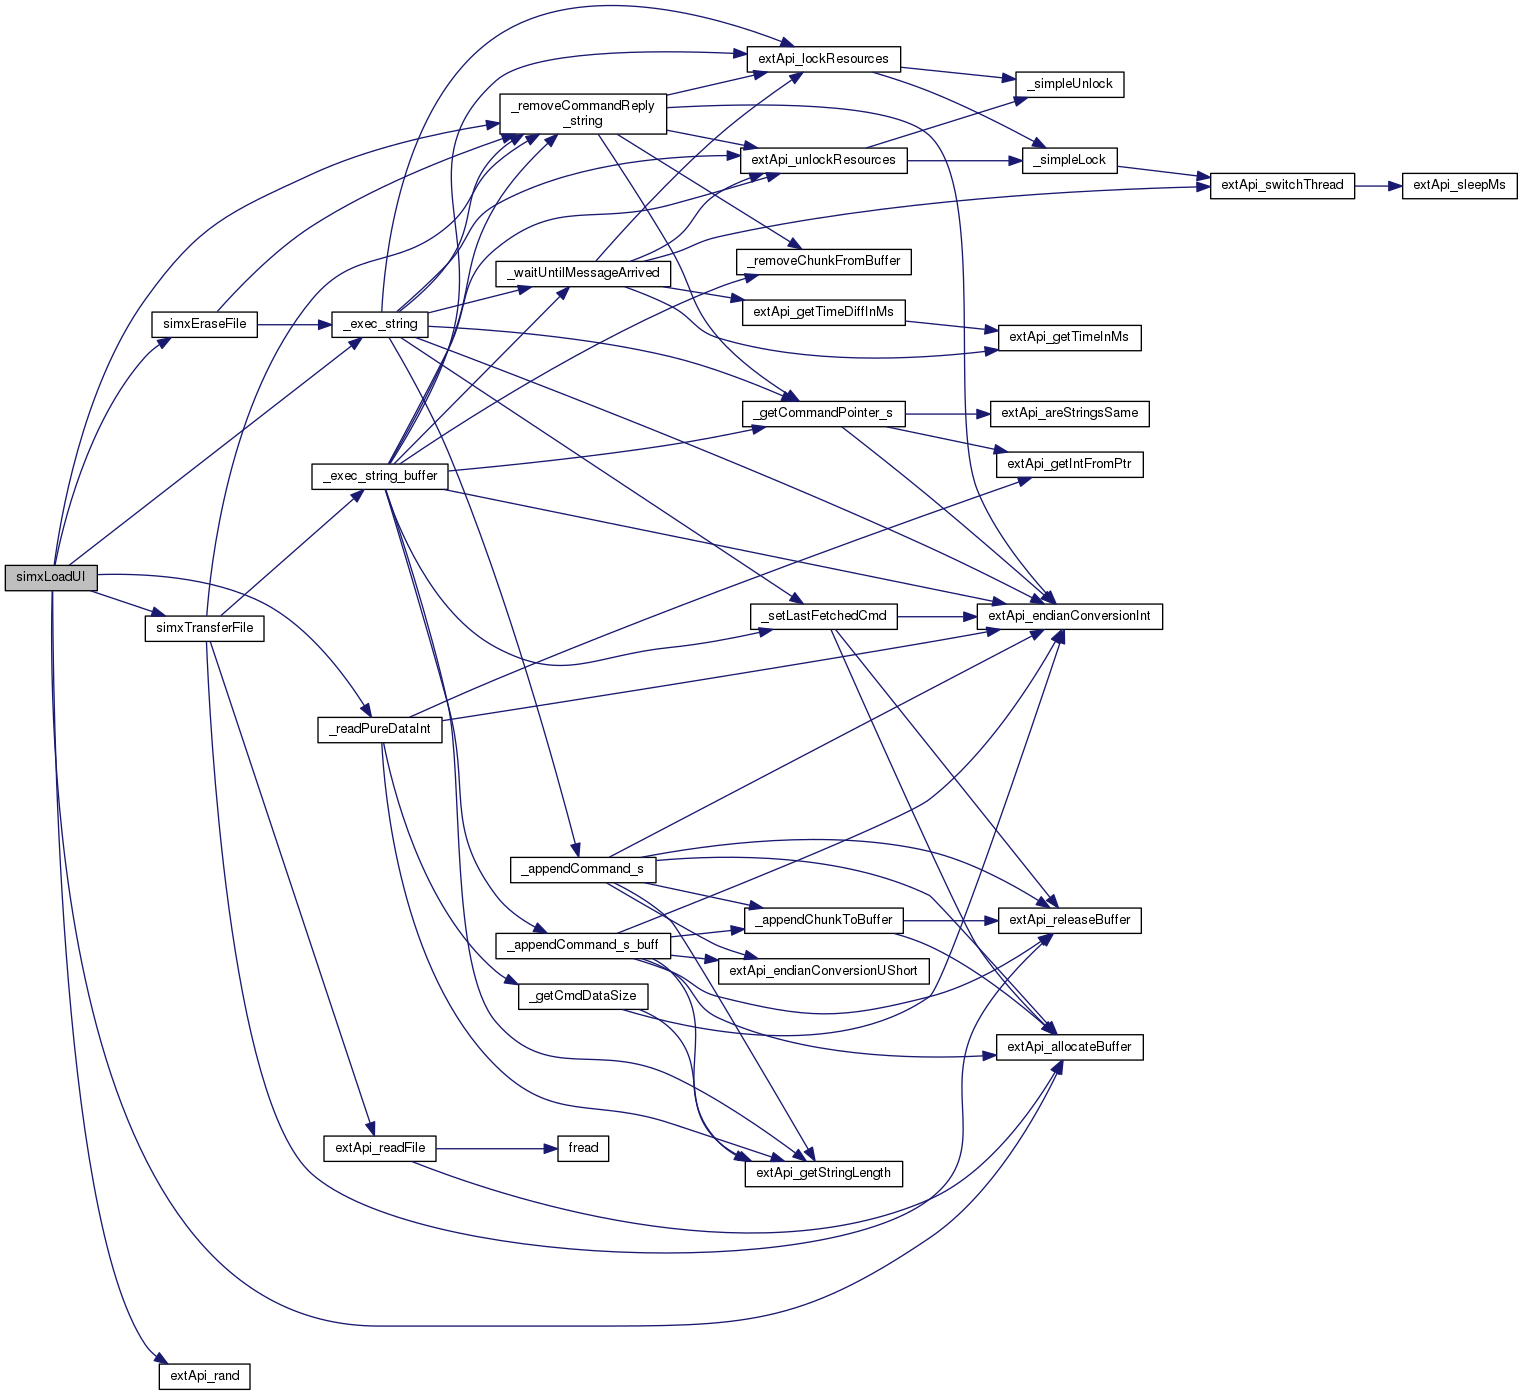 extApi_lockResources
_simpleUnlock
_removeCommandReply
_string
extApi_unlockResources
_simpleLock
extApi_switchThread
extApi_sleepMs
_removeChunkFromBuffer
_waitUntilMessageArrived
extApi_getTimeDiffInMs
simxEraseFile
_exec_string
extApi_getTimeInMs
_getCommandPointer_s
extApi_areStringsSame
extApi_getIntFromPtr
_exec_string_buffer
simxLoadUI
simxTransferFile
_setLastFetchedCmd
extApi_endianConversionInt
_readPureDataInt
_appendCommand_s
_appendChunkToBuffer
extApi_releaseBuffer
_appendCommand_s_buff
extApi_endianConversionUShort
_getCmdDataSize
extApi_allocateBuffer
extApi_readFile
fread
extApi_getStringLength
extApi_rand